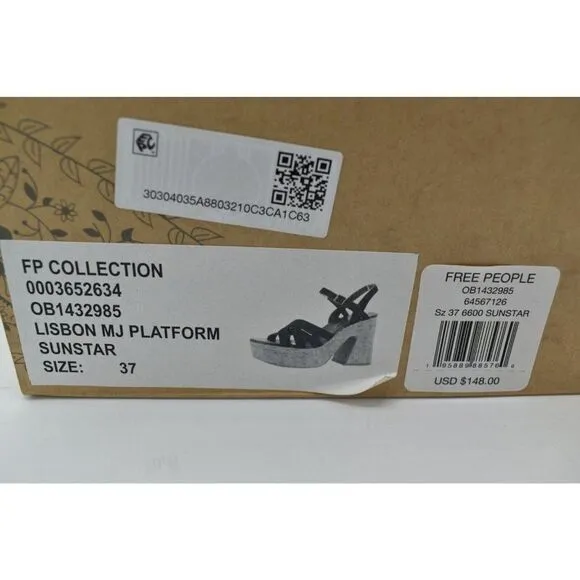 30304035A8803210C3CA1C63
FP COLLECTION
0003652634
OB1432985
LISBON MJ PLATFORM
SUNSTAR
SIZE: 37
FREE PEOPLE
OB1432985
64567126
Sz 37 6600 SUNSTAR
USD $148.00